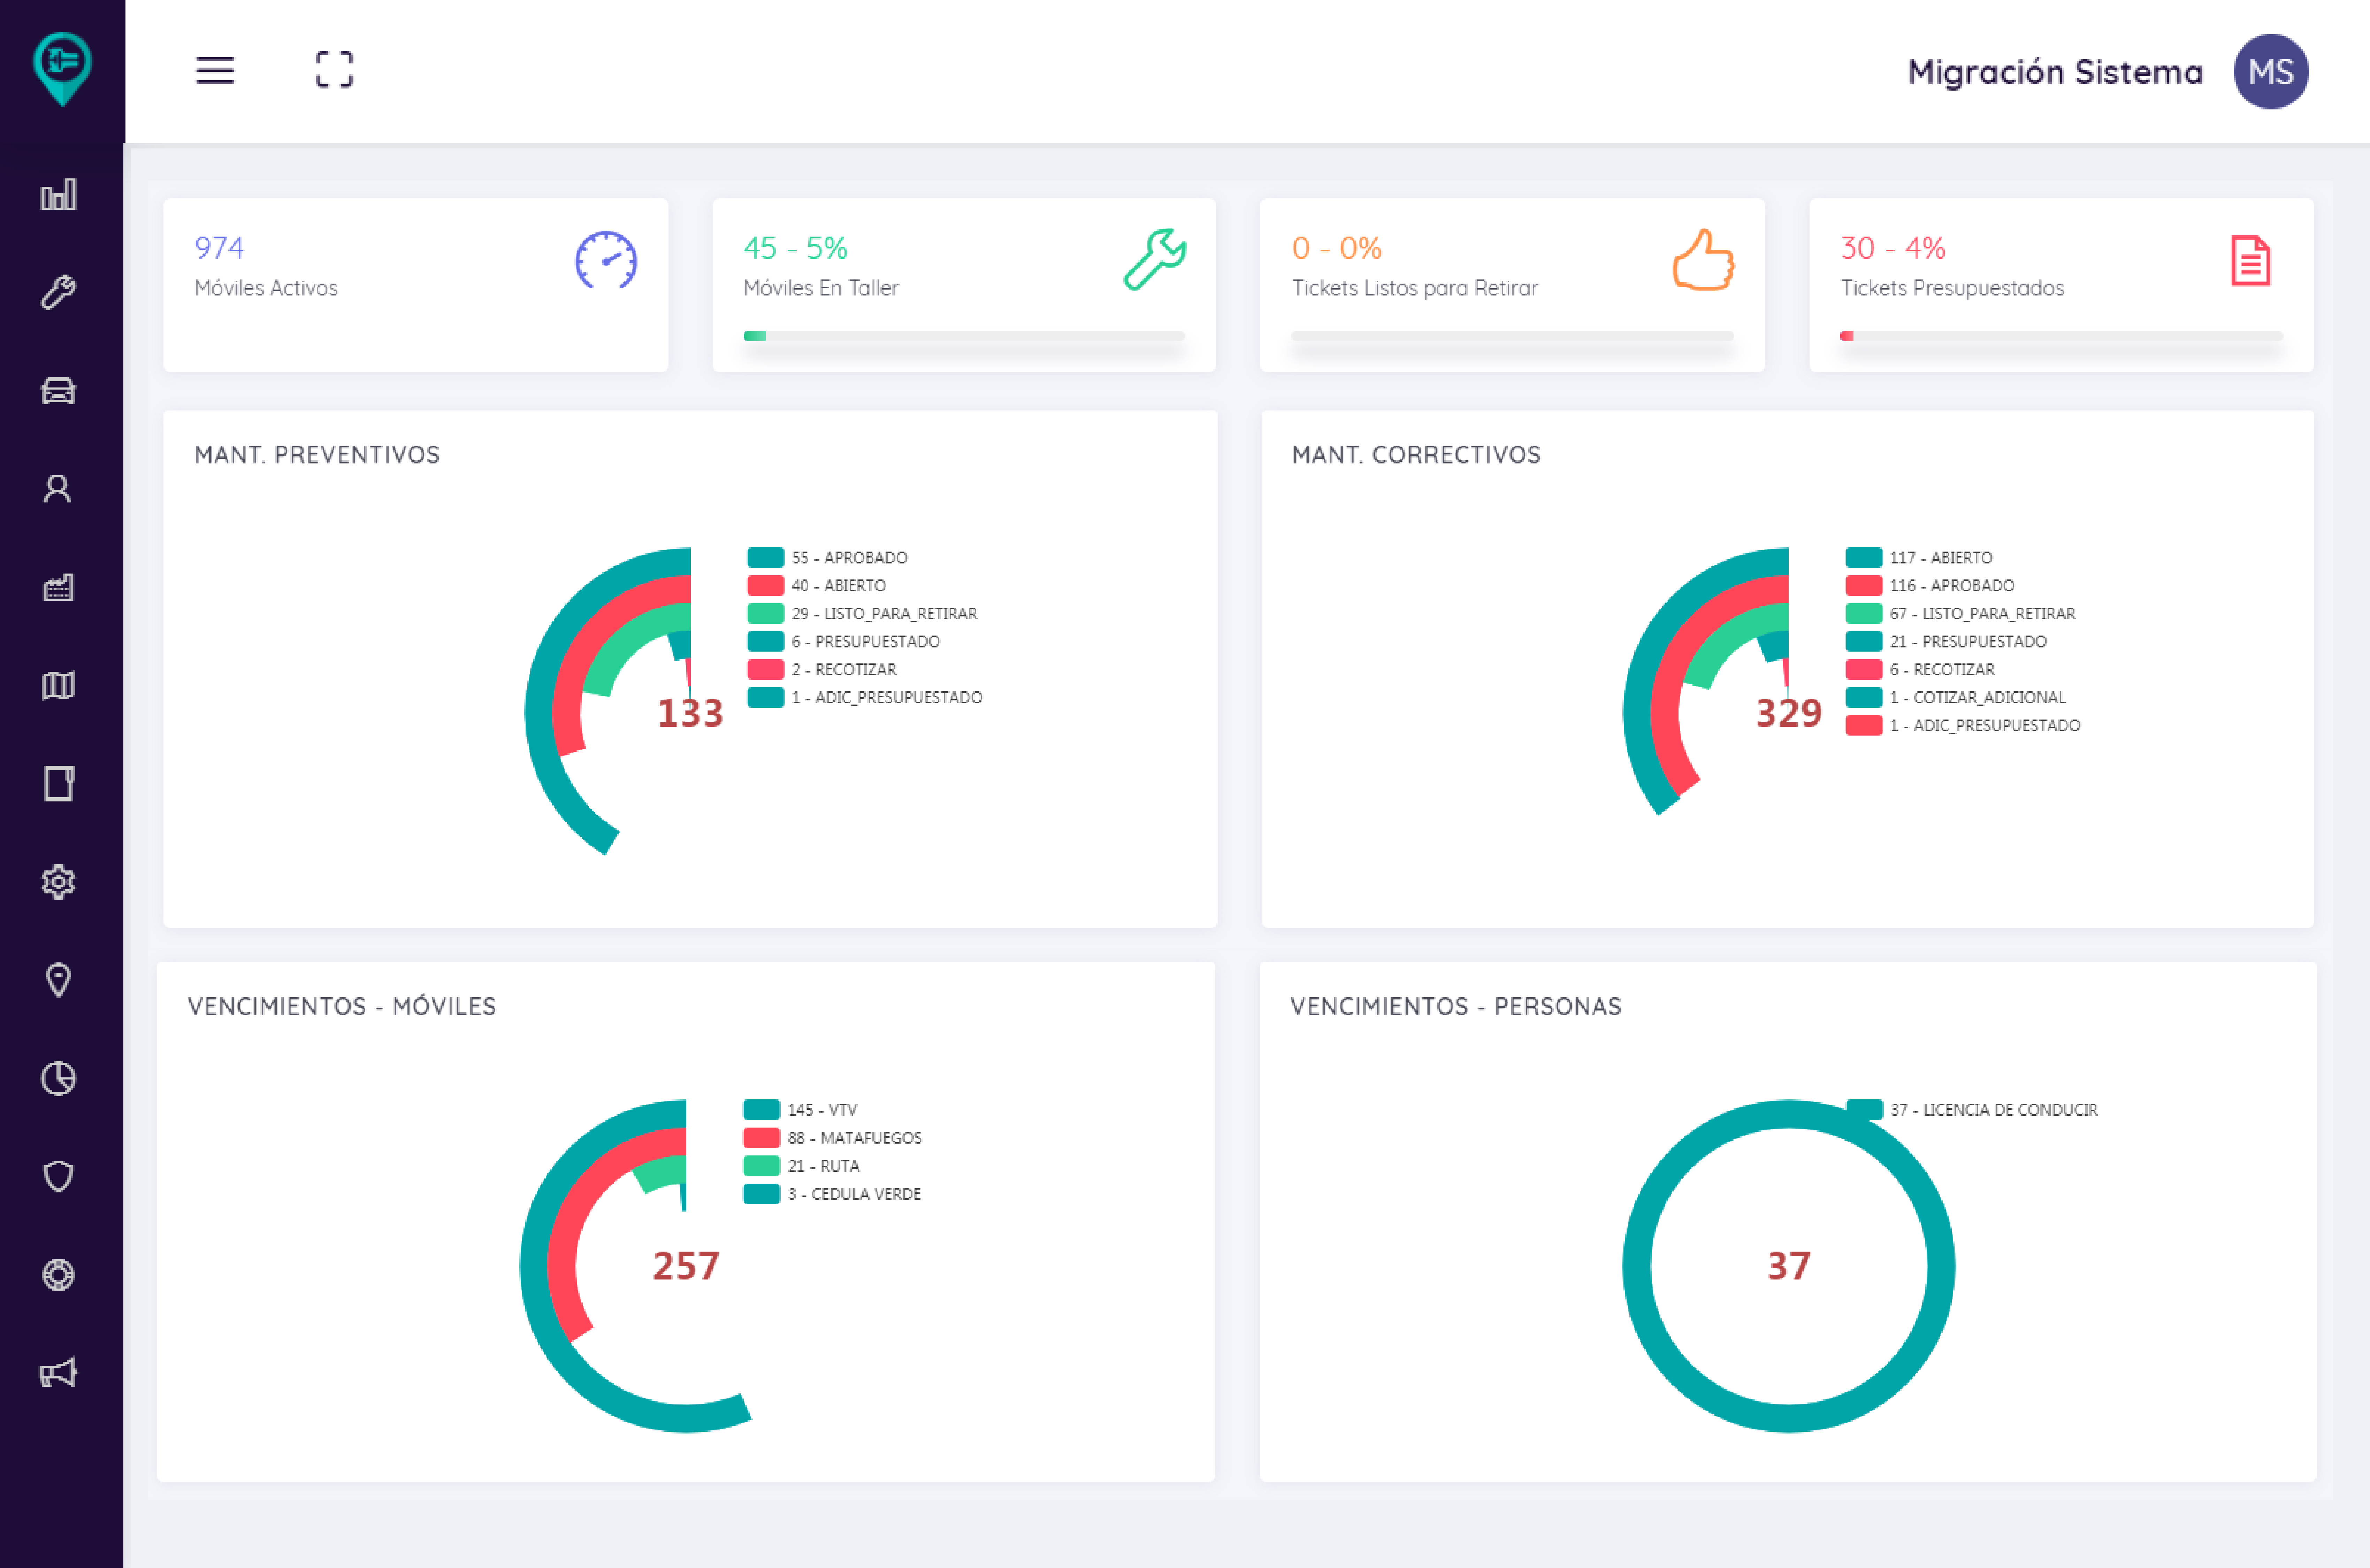 Migración Sistema
MS
974
Móviles Activos
45 - 5%
Móviles En Taller
0 - 0%
Tickets Listos para Retirar
30 - 4%
Tickets Presupuestados
MANT. PREVENTIVOS
55 - APROBADO
40 - ABIERTO
29 - LISTO_PARA_RETIRAR
6 - PRESUPUESTADO
2 - RECOTIZAR
1 - ADIC_PRESUPUESTADO
133
MANT. CORRECTIVOS
117 - ABIERTO
116 - APROBADO
67 - LISTO_PARA_RETIRAR
21 - PRESUPUESTADO
6 - RECOTIZAR
1 - COTIZAR_ADICIONAL
1 - ADIC_PRESUPUESTADO
329
VENCIMIENTOS - MÓVILES
145 - VTV
88 - MATAFUEGOS
21 - RUTA
3 - CEDULA VERDE
257
VENCIMIENTOS - PERSONAS
37 - LICENCIA DE CONDUCIR
37